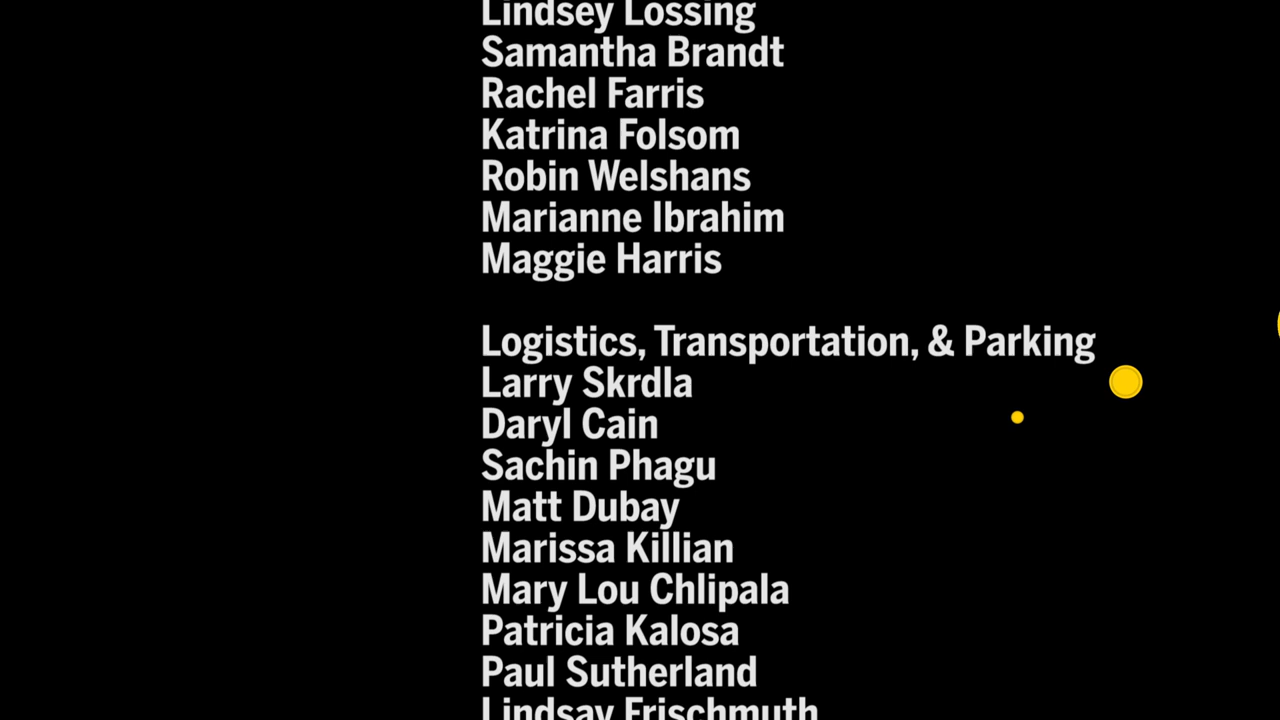 Lindsey Lossing
Samantha Brandt
Rachel Farris
Katrina Folsom
Robin Welshans
Marianne Ibrahim
Maggie Harris
Logistics, Transportation, & Parking
Larry Skrdla
Daryl Cain
Sachin Phagu
Matt Dubay
Marissa Killian
Mary Lou Chlipala
Patricia Kalosa
Paul Sutherland
Lindsay Frischmuth